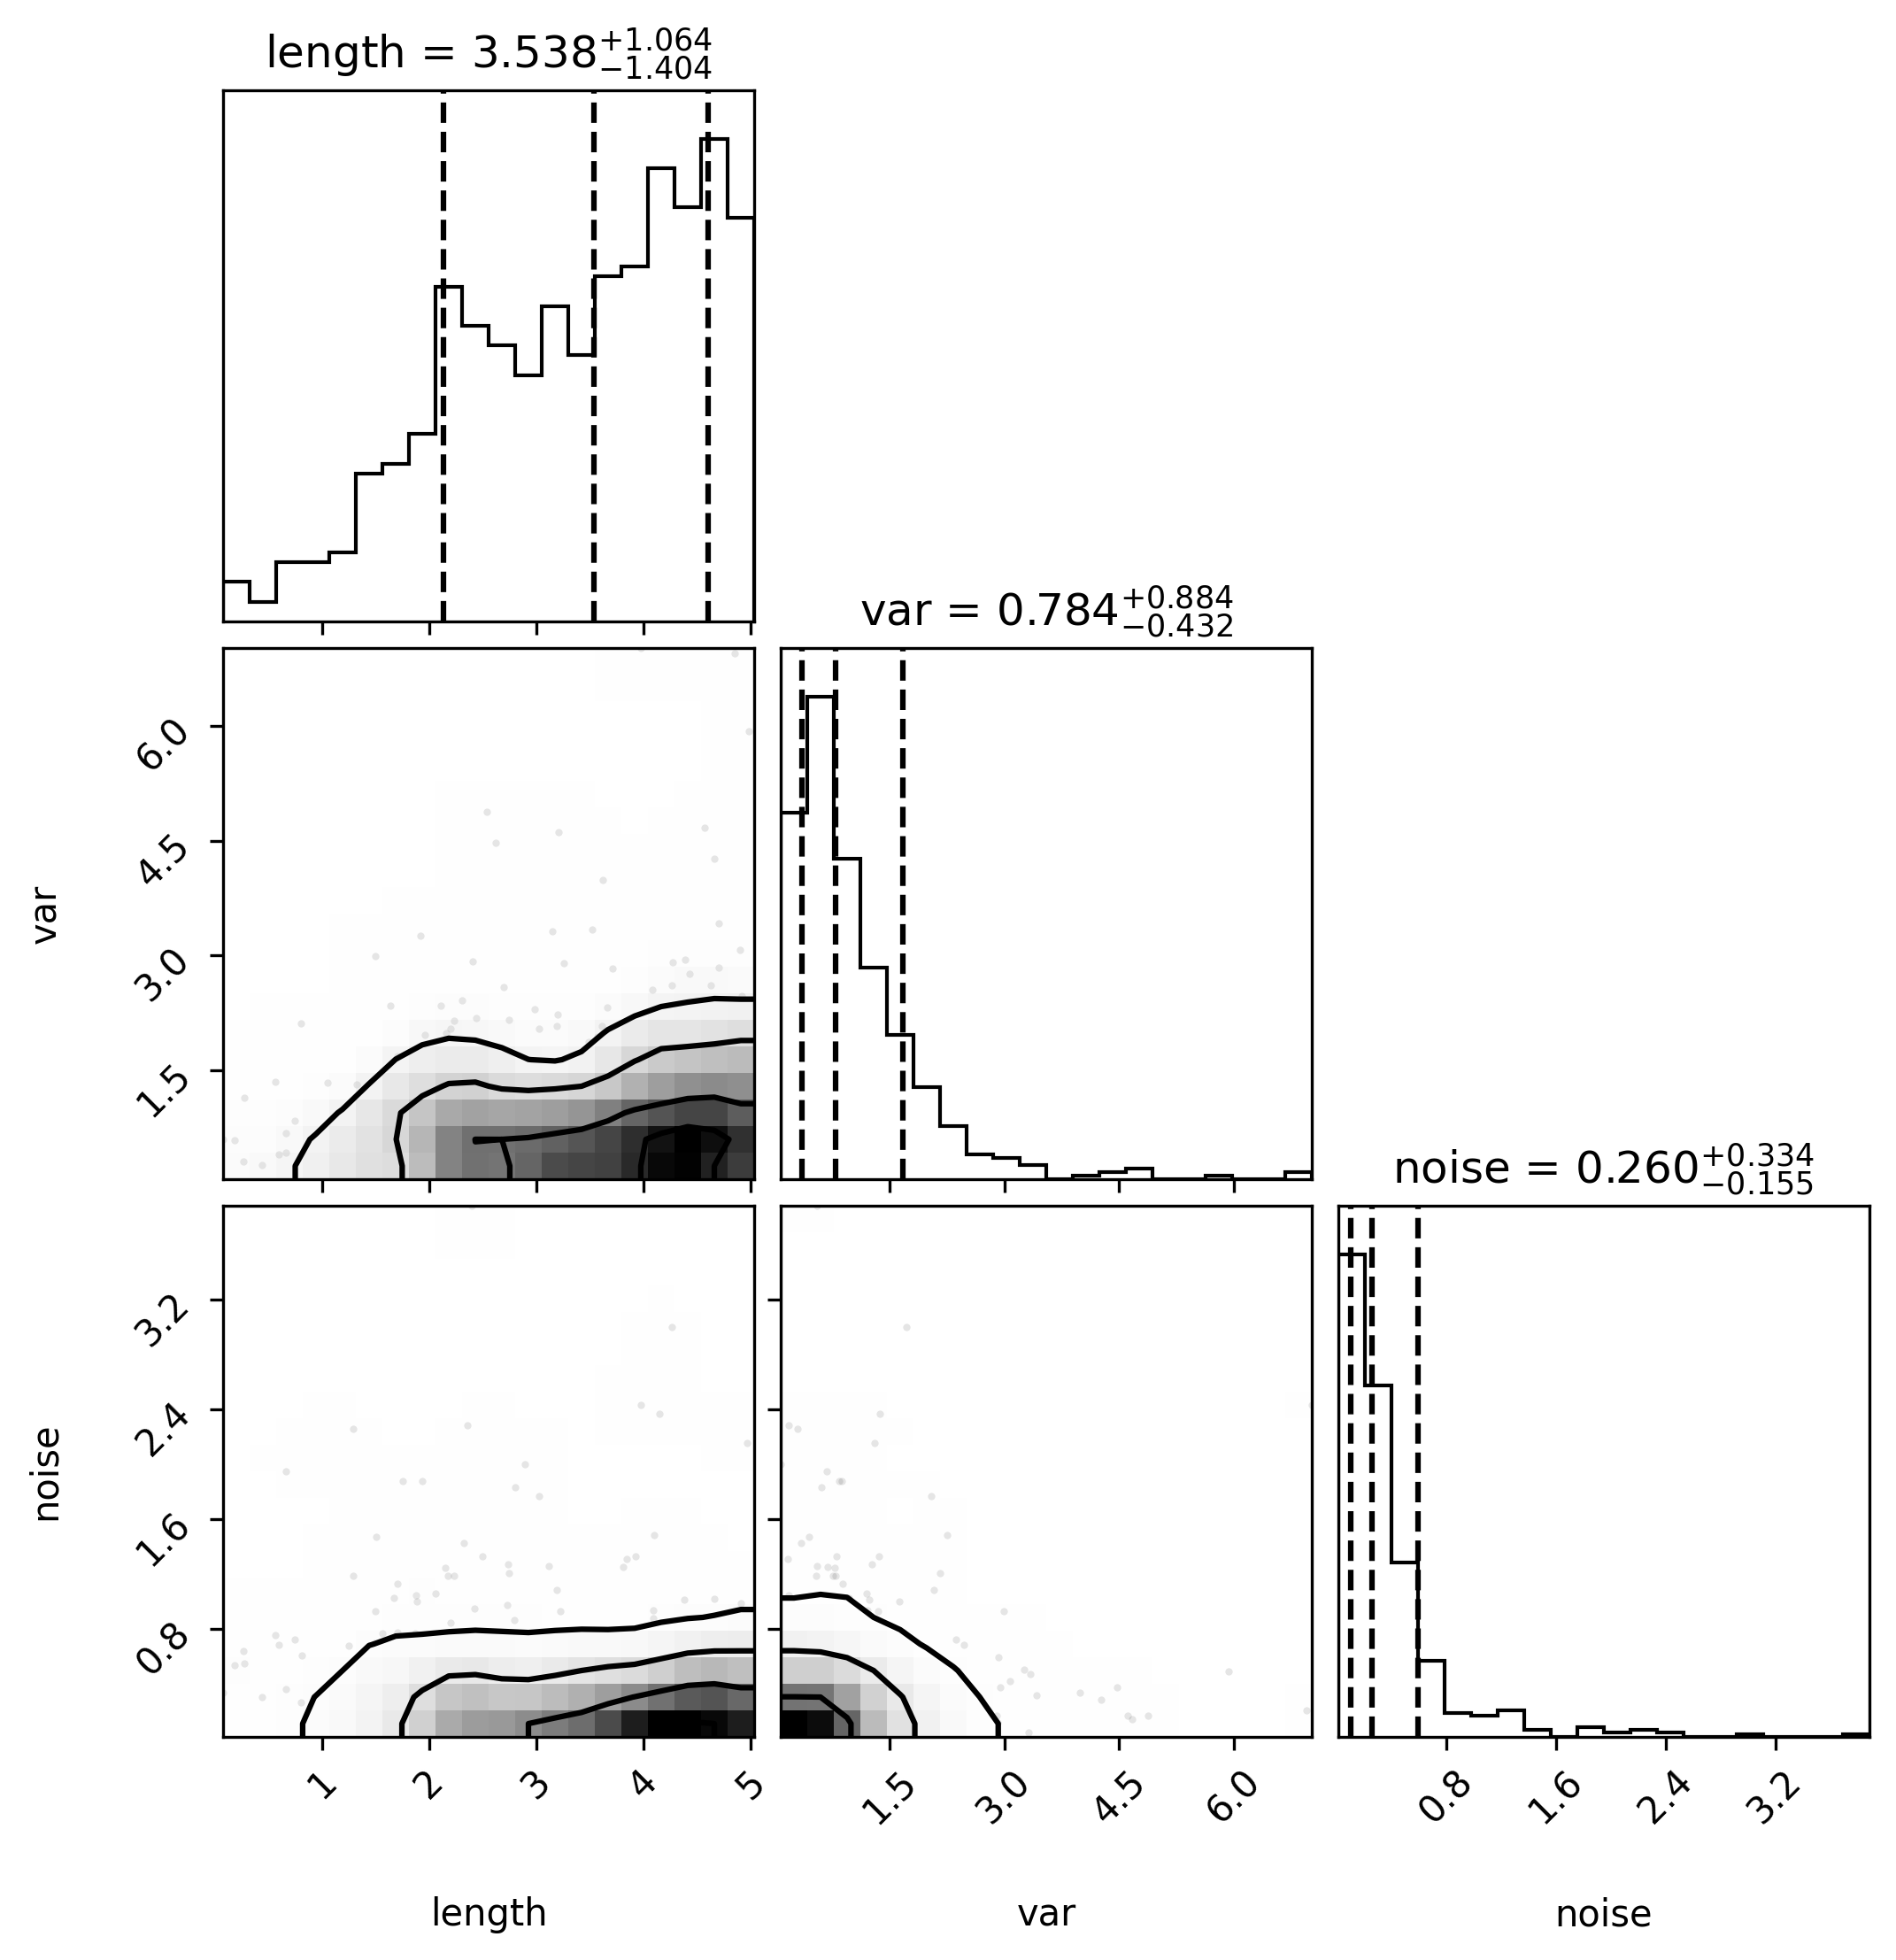 length = 3.538 +1.064 −1.404
var = 0.784 +0.884 −0.432
6.0
4.5
3.0
1.5
var
noise = 0.260 +0.334 −0.155
3.2
2.4
1.6
0.8
noise
1 2 3 4 5
1.5 3.0 4.5 6.0
0.8 1.6 2.4 3.2
length
var
noise